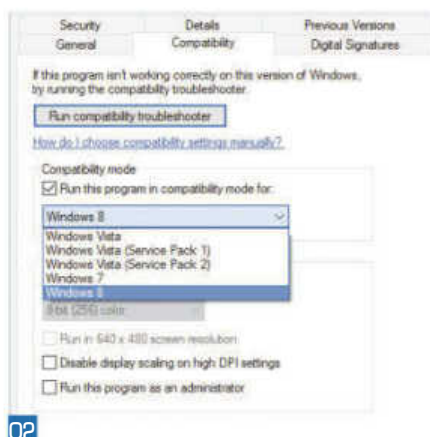 Security Details Previous Versions
General Compatibility Digital Signatures
If this program isn't working correctly on this version of Windows,
by running the compatibility troubleshooter.
Run compatibility troubleshooter
How do I choose compatibility settings manually?
Compatibility mode
Run this program in compatibility mode for:
Windows 8
Windows Vista
Windows Vista (Service Pack 1)
Windows Vista (Service Pack 2)
Windows 7
Windows 8
8-bit (256) color
Run in 640 x 480 screen resolution
Disable display scaling on high DPI settings
Run this program as an administrator
02